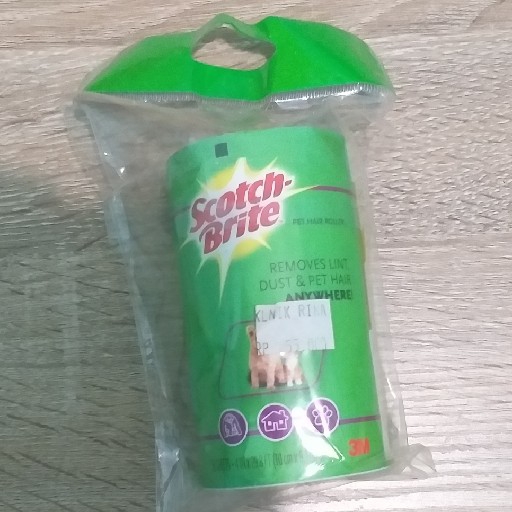 Scotch-
Brite
PET HAIR ROLLER
REMOVES LINT,
DUST & PET HAIR
ANYWHERE!
3M